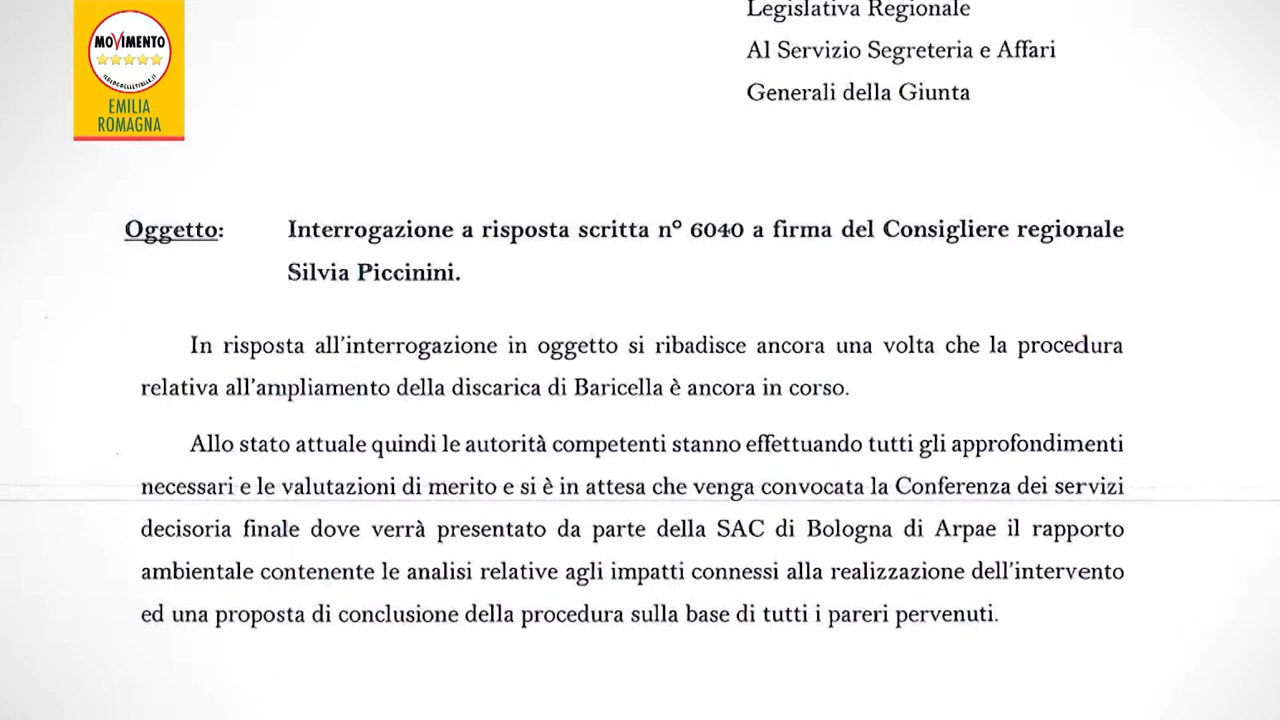 MOVIMENTO
EMILIA
ROMAGNA
Legislativa Regionale
Al Servizio Segreteria e Affari
Generali della Giunta
Oggetto: Interrogazione a risposta scritta n° 6040 a firma del Consigliere regionale
Silvia Piccinini.
In risposta all'interrogazione in oggetto si ribadisce ancora una volta che la procedura
relativa all'ampliamento della discarica di Baricella è ancora in corso.
Allo stato attuale quindi le autorità competenti stanno effettuando tutti gli approfondimenti
necessari e le valutazioni di merito e si è in attesa che venga convocata la Conferenza dei servizi
decisoria finale dove verrà presentato da parte della SAC di Bologna di Arpae il rapporto
ambientale contenente le analisi relative agli impatti connessi alla realizzazione dell'intervento
ed una proposta di conclusione della procedura sulla base di tutti i pareri pervenuti.